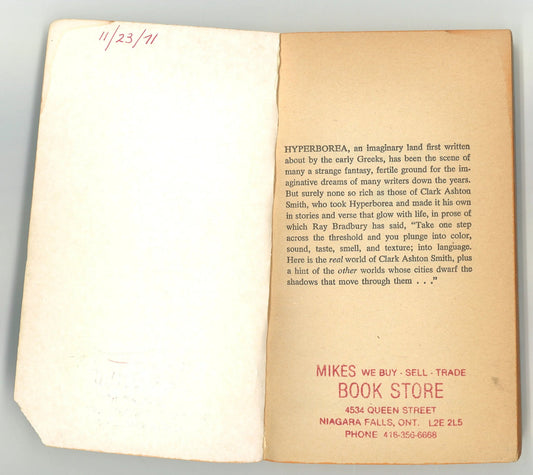 11/23/71
HYPERBOREA, an imaginary land first written
about by the early Greeks, has been the scene of
many a strange fantasy, fertile ground for the im-
aginative dreams of many writers down the years.
But surely none so rich as those of Clark Ashton
Smith, who took Hyperborea and made it his own
in stories and verse that glow with life, in prose of
which Ray Bradbury has said, “Take one step
across the threshold and you plunge into color,
sound, taste, smell, and texture; into language.
Here is the real world of Clark Ashton Smith, plus
a hint of the other worlds whose cities dwarf the
shadows that move through them . . .”
MIKES WE BUY - SELL - TRADE
BOOK STORE
4534 QUEEN STREET
NIAGARA FALLS, ONT. L2E 2L5
PHONE 416-356-6668